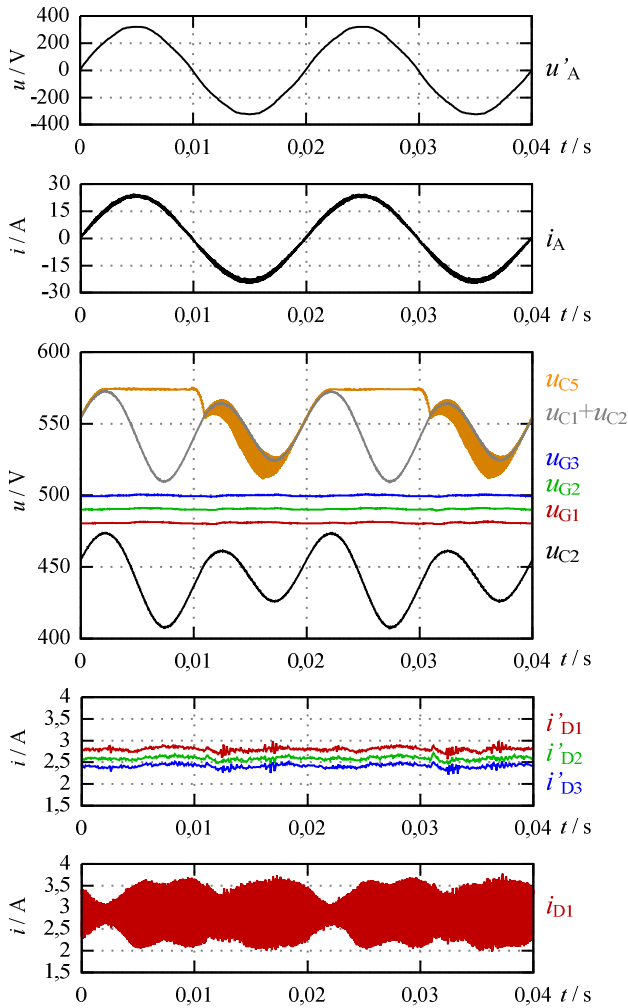 400
200
0
-200
-400
u / V
u’A
0 0,01 0,02 0,03 0,04 t / s
30
15
0
-15
-30
i / A
iA
0 0,01 0,02 0,03 0,04 t / s
600
550
500
450
400
u / V
uC5
uC1+uC2
uG3
uG2
uG1
uC2
0 0,01 0,02 0,03 0,04 t / s
4
3,5
3
2,5
2
1,5
i / A
i’D1
i’D2
i’D3
0 0,01 0,02 0,03 0,04 t / s
4
3,5
3
2,5
2
1,5
i / A
iD1
0 0,01 0,02 0,03 0,04 t / s